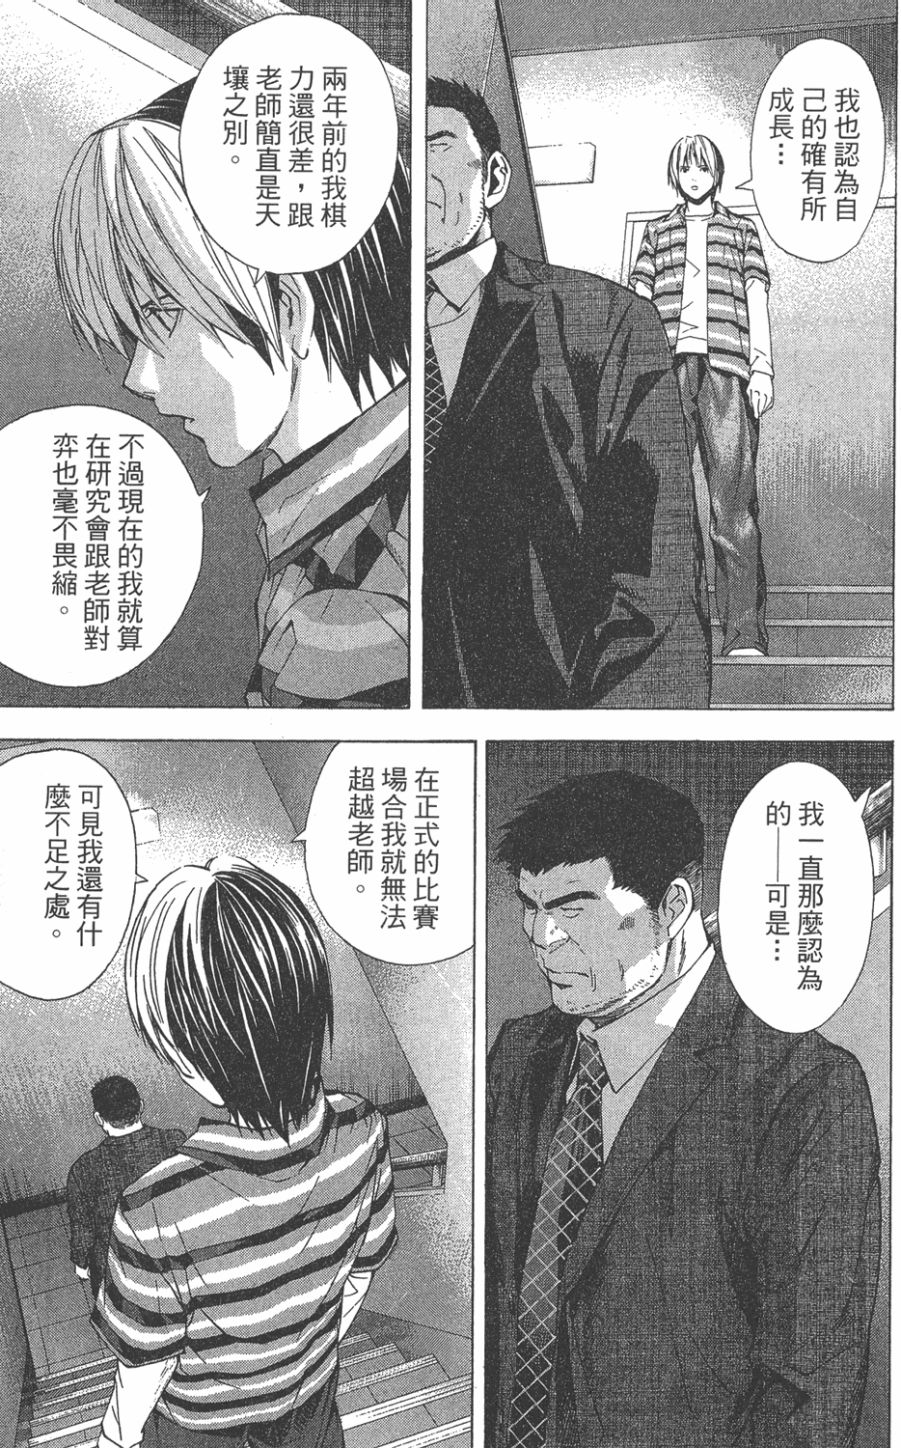 我也認為自
己的確有所
成長…
兩年前的我棋
力還很差，跟
老師簡直是天
壤之別。
不過現在的我就算
在研究會跟老師對
弈也毫不畏縮。
我一直那麼認為
的──可是…
在正式的比賽
場合我就無法
超越老師。
可見我還有什
麼不足之處。